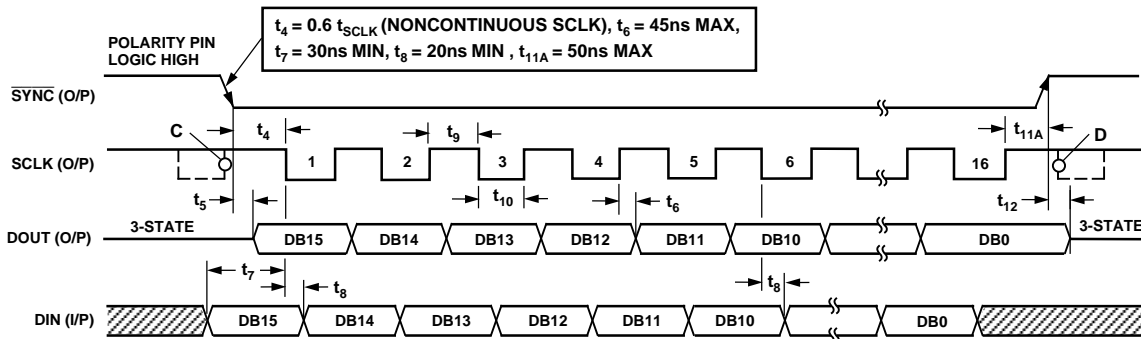 t4 = 0.6 tSCLK (NONCONTINUOUS SCLK), t6 = 45ns MAX,
t7 = 30ns MIN, t8 = 20ns MIN , t11A = 50ns MAX
POLARITY PIN
LOGIC HIGH
SYNC (O/P)
t4
t9
t11A
C
D
SCLK (O/P)
1
2
3
4
5
6
16
t5
t10
t6
t12
3-STATE
3-STATE
DOUT (O/P)
DB15
DB14
DB13
DB12
DB11
DB10
DB0
t7
t8
t8
DIN (I/P)
DB15
DB14
DB13
DB12
DB11
DB10
DB0